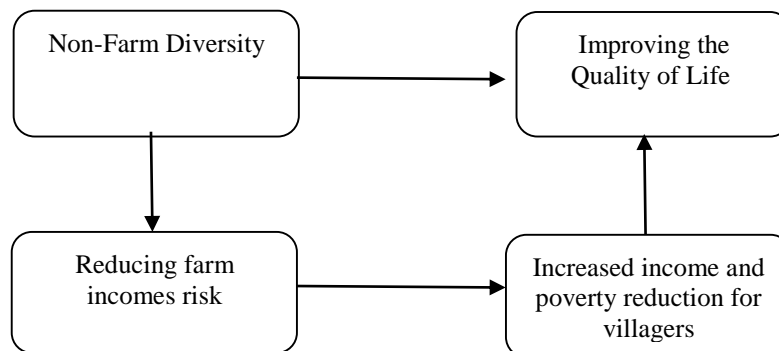 Non-Farm Diversity
Improving the
Quality of Life
Reducing farm
incomes risk
Increased income and
poverty reduction for
villagers